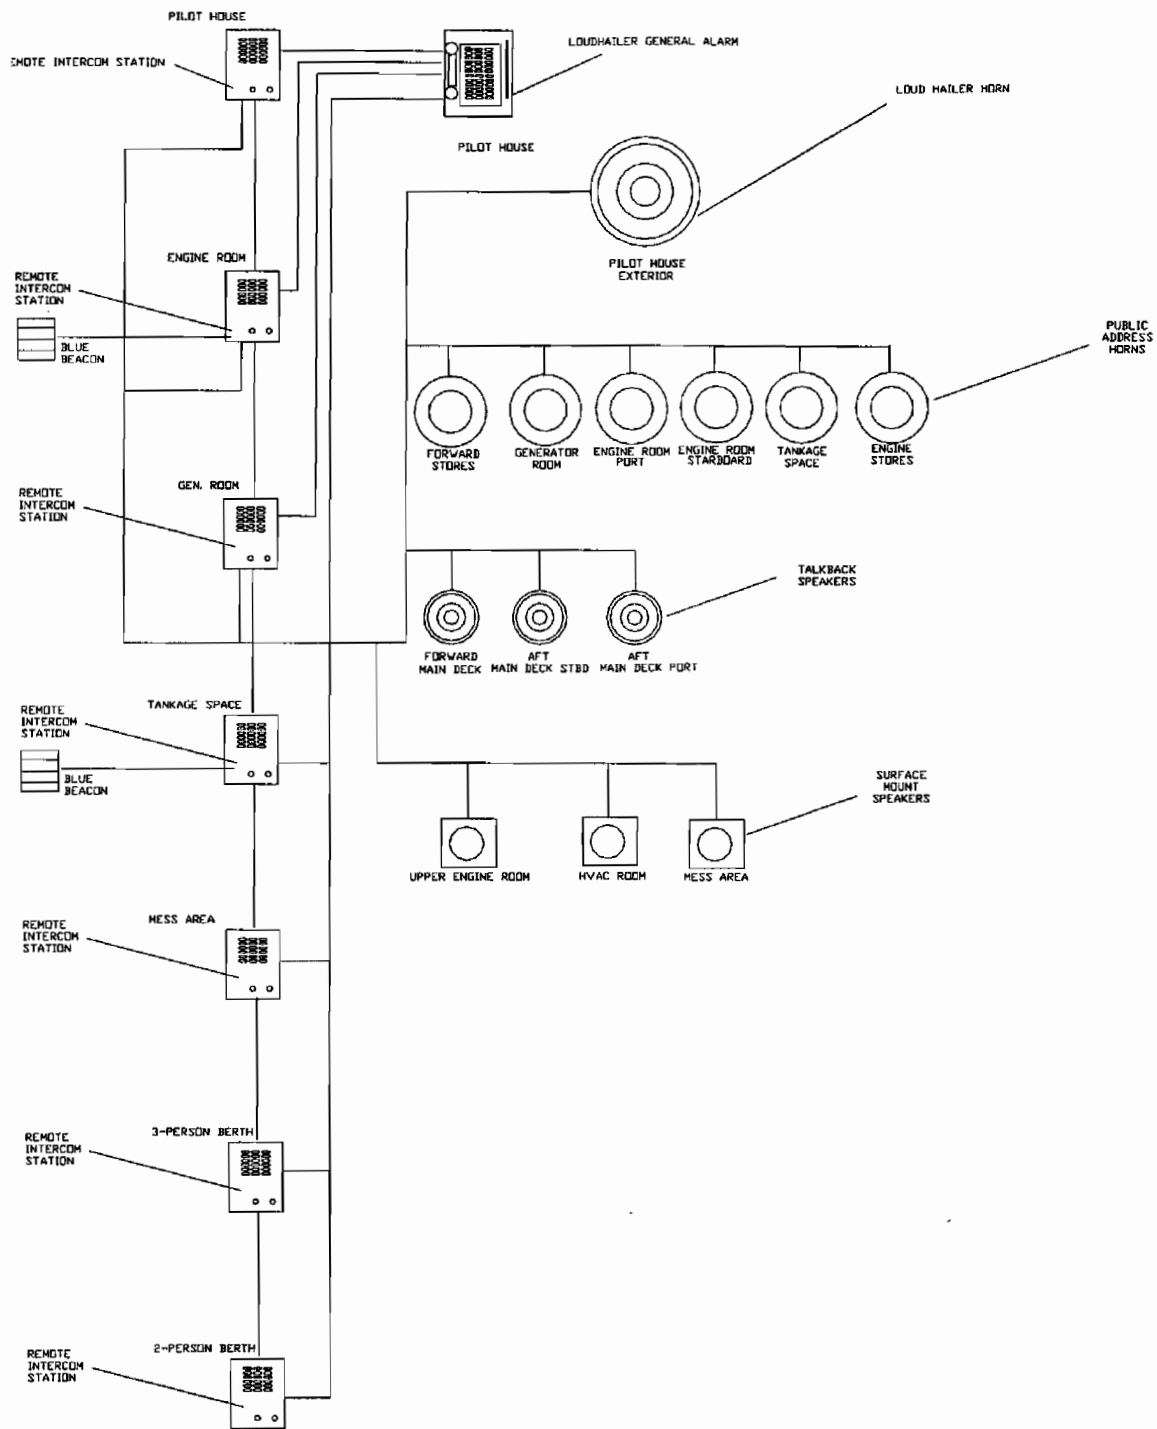 PILOT HOUSE
EMOTE INTERCOM STATION
LOUDHAILER GENERAL ALARM
LOUD HAILER HORN
PILOT HOUSE
PILOT HOUSE
EXTERIOR
ENGINE ROOM
REMOTE
INTERCOM
STATION
BLUE
BEACON
PUBLIC
ADDRESS
HORNS
FORWARD
STORES
GENERATOR
ROOM
ENGINE ROOM
PORT
ENGINE ROOM
STARBOARD
TANKAGE
SPACE
ENGINE
STORES
GEN. ROOM
REMOTE
INTERCOM
STATION
TALKBACK
SPEAKERS
FORWARD
MAIN DECK
AFT
MAIN DECK STBD
AFT
MAIN DECK PORT
TANKAGE SPACE
REMOTE
INTERCOM
STATION
BLUE
BEACON
SURFACE
MOUNT
SPEAKERS
UPPER ENGINE ROOM
HVAC ROOM
MESS AREA
MESS AREA
REMOTE
INTERCOM
STATION
3-PERSON BERTH
REMOTE
INTERCOM
STATION
2-PERSON BERTH
REMOTE
INTERCOM
STATION